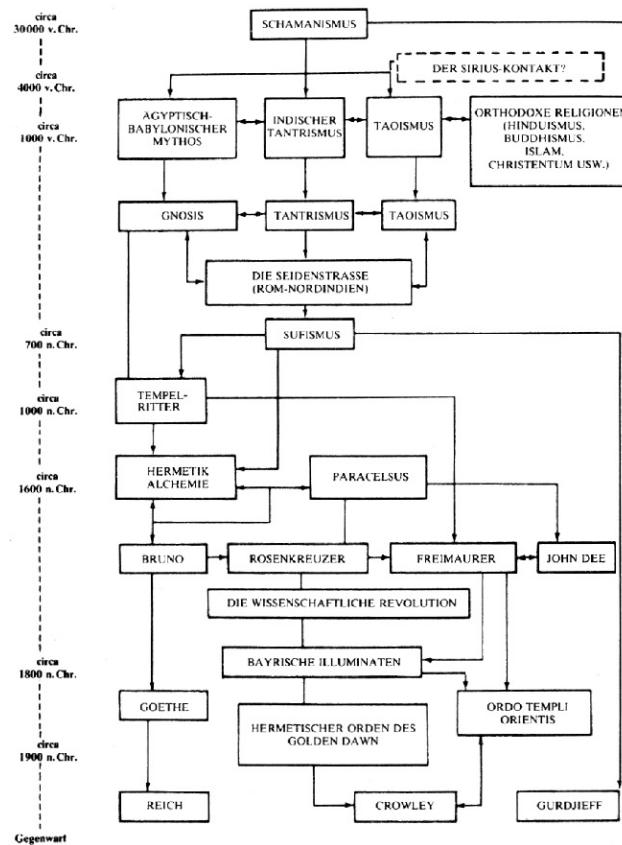 circa
30000 v. Chr.
SCHAMANISMUS
circa
4000 v. Chr.
DER SIRIUS-KONTAKT?
ÄGYPTISCH-
BABYLONISCHER
MYTHOS
INDISCHER
TANTRISMUS
TAOISMUS
ORTHODOXE RELIGIONEN
(HINDUISMUS,
BUDDHISMUS,
ISLAM,
CHRISTENTUM USW.)
circa
1000 v. Chr.
GNOSIS
TANTRISMUS
TAOISMUS
DIE SEIDENSTRASSE
(ROM-NORDINDIEN)
circa
700 n. Chr.
SUFISMUS
circa
1000 n. Chr.
TEMPEL-
RITTER
circa
1600 n. Chr.
HERMETIK
ALCHEMIE
PARACELSUS
BRUNO
ROSENKREUZER
FREIMAURER
JOHN DEE
DIE WISSENSCHAFTLICHE REVOLUTION
circa
1800 n. Chr.
BAYRISCHE ILLUMINATEN
GOETHE
HERMETISCHER ORDEN DES
GOLDEN DAWN
ORDO TEMPLI
ORIENTIS
circa
1900 n. Chr.
REICH
CROWLEY
GURDJIEFF
Gegenwart